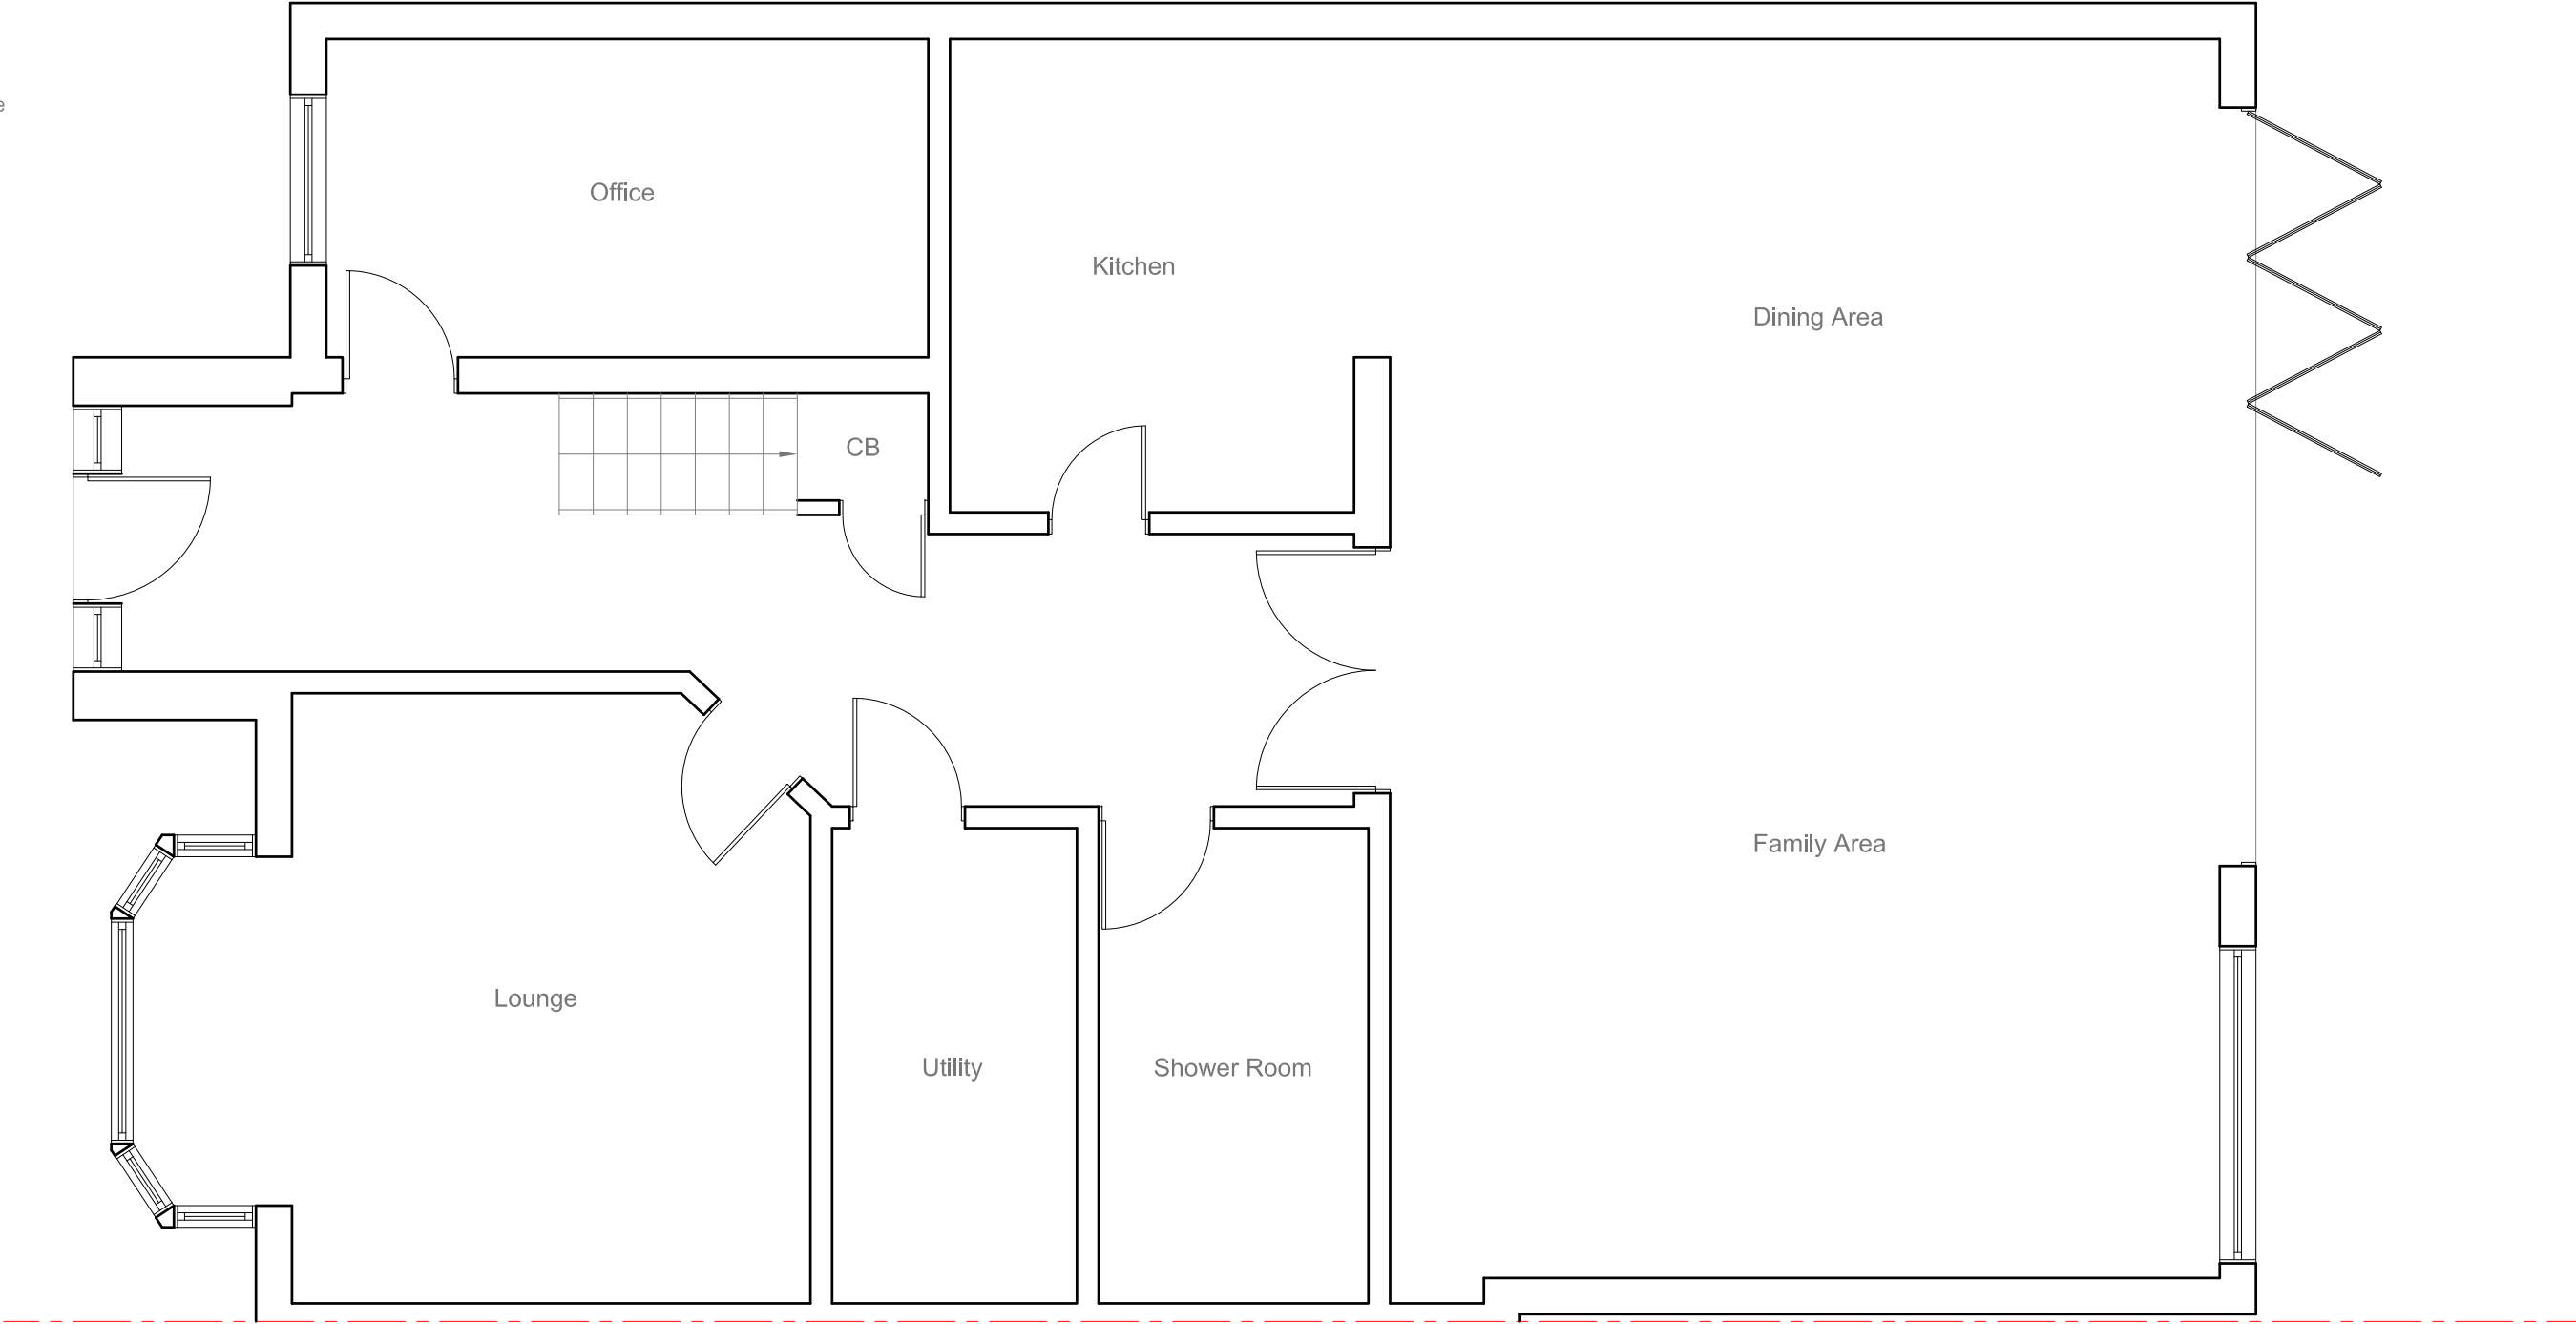 e
Office
Kitchen
Dining Area
CB
Family Area
Lounge
Utility
Shower Room